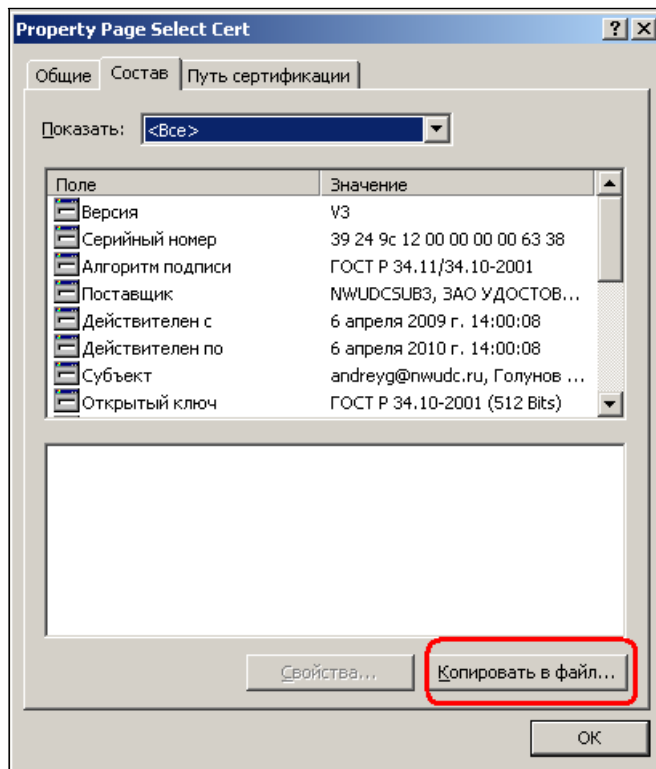 Property Page Select Cert
Общие Состав Путь сертификации
Показать: <Все>
Поле Значение
Версия V3
Серийный номер 39 24 9c 12 00 00 00 00 63 38
Алгоритм подписи ГОСТ Р 34.11/34.10-2001
Поставщик NWUDCSUB3, ЗАО УДОСТОВ...
Действителен с 6 апреля 2009 г. 14:00:08
Действителен по 6 апреля 2010 г. 14:00:08
Субъект andreyg@nwudc.ru, Голунов ...
Открытый ключ ГОСТ Р 34.10-2001 (512 Bits)
Свойства... Копировать в файл...
ОК